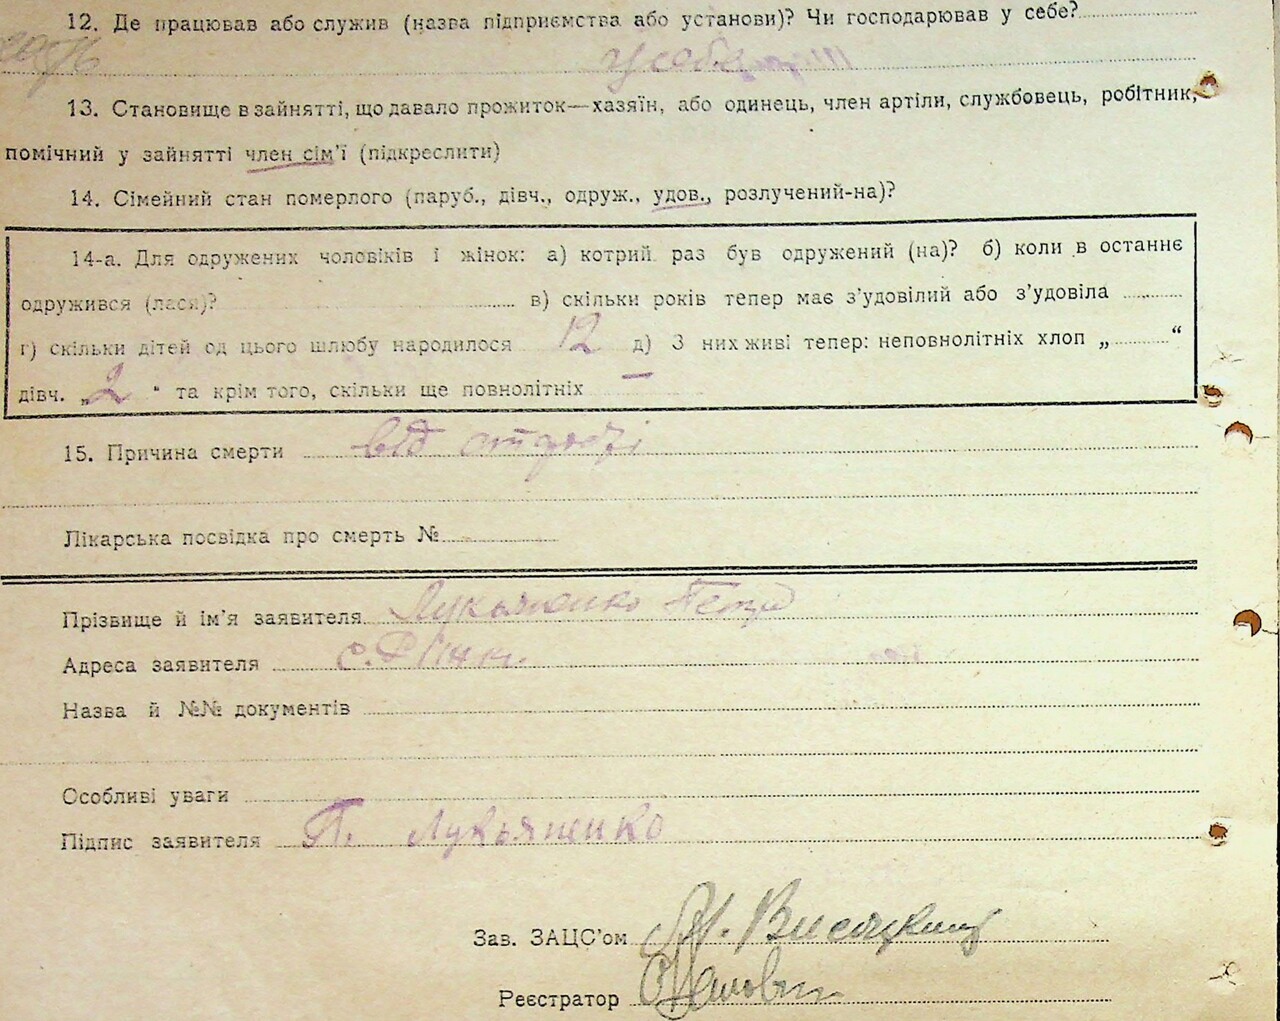 12. Де працював або служив (назва підприємства або установи)? Чи господарював у себе?
у себе
13. Становище в зайнятті, що давало прожиток—хазяїн, або одинець, член артіли, службовець, робітник,
помічний у зайнятті член сім'ї (підкреслити)
14. Сімейний стан померлого (паруб., дівч., одруж., удов., розлучений-на)?
14-а. Для одружених чоловіків і жінок: а) котрий раз був одружений (на)? б) коли в останнє
одружився (лася)? в) скільки років тепер має з'удовілий або з'удовіла
г) скільки дітей од цього шлюбу народилося 12 д) З них живі тепер: неповнолітніх хлоп „ “
дівч. „2“ та крім того, скільки ще повнолітніх —
15. Причина смерти від старості
Лікарська посвідка про смерть №
Прізвище й ім'я заявителя Лукьяненко Петро
Адреса заявителя с.
Назва й №№ документів
Особливі уваги
Підпис заявителя П. Лукьяненко
Зав. ЗАЦС'ом Висоцкий
Реєстратор